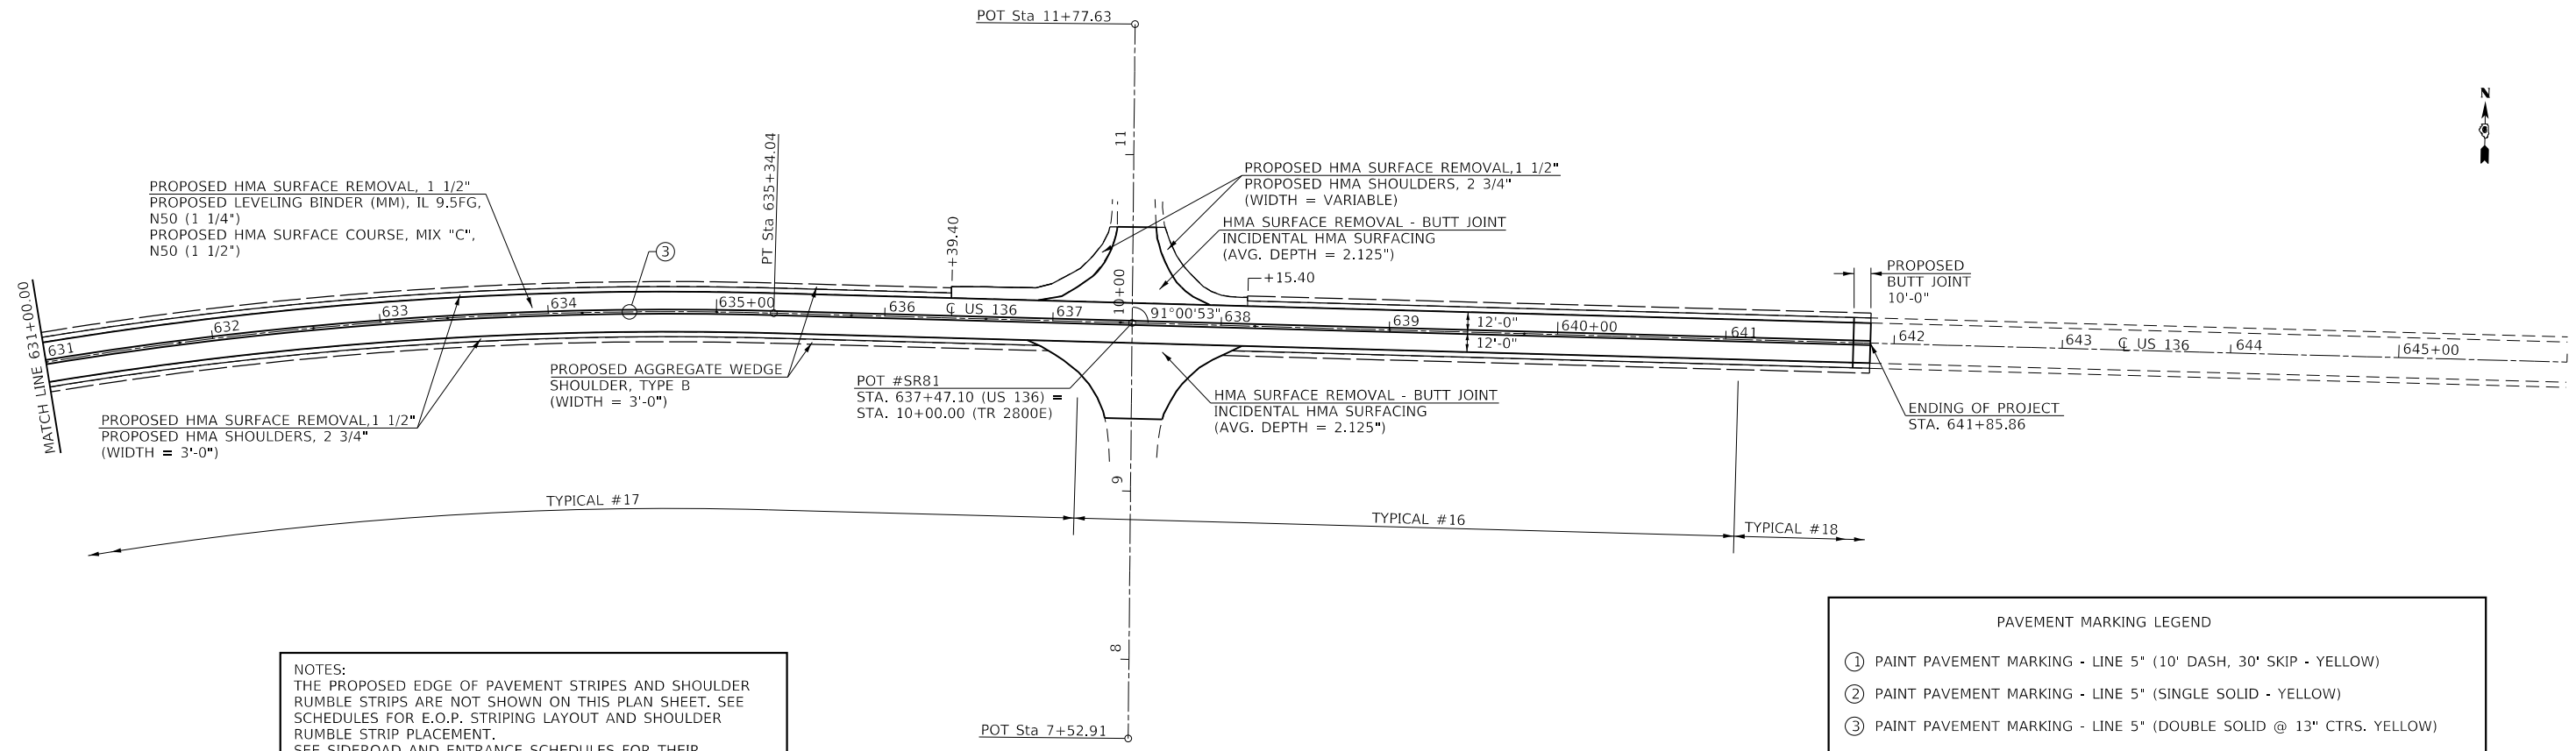 POT Sta 11+77.63
N
11
PT Sta 635+34.04
PROPOSED HMA SURFACE REMOVAL, 1 1/2"
PROPOSED LEVELING BINDER (MM), IL 9.5FG,
N50 (1 1/4")
PROPOSED HMA SURFACE COURSE, MIX "C",
N50 (1 1/2")
3
+39.40
PROPOSED HMA SURFACE REMOVAL,1 1/2"
PROPOSED HMA SHOULDERS, 2 3/4"
(WIDTH = VARIABLE)
HMA SURFACE REMOVAL - BUTT JOINT
INCIDENTAL HMA SURFACING
(AVG. DEPTH = 2.125")
+15.40
PROPOSED
BUTT JOINT
10'-0"
MATCH LINE 631+00.00
631
632
633
634
635+00
636
℄ US 136
637
10+00
91°00'53"
638
639
12'-0"
12'-0"
640+00
641
642
643
℄ US 136
644
645+00
PROPOSED AGGREGATE WEDGE
SHOULDER, TYPE B
(WIDTH = 3'-0")
POT #SR81
STA. 637+47.10 (US 136) =
STA. 10+00.00 (TR 2800E)
HMA SURFACE REMOVAL - BUTT JOINT
INCIDENTAL HMA SURFACING
(AVG. DEPTH = 2.125")
ENDING OF PROJECT
STA. 641+85.86
PROPOSED HMA SURFACE REMOVAL,1 1/2"
PROPOSED HMA SHOULDERS, 2 3/4"
(WIDTH = 3'-0")
9
TYPICAL #17
TYPICAL #16
TYPICAL #18
8
POT Sta 7+52.91
NOTES:
THE PROPOSED EDGE OF PAVEMENT STRIPES AND SHOULDER
RUMBLE STRIPS ARE NOT SHOWN ON THIS PLAN SHEET. SEE
SCHEDULES FOR E.O.P. STRIPING LAYOUT AND SHOULDER
RUMBLE STRIP PLACEMENT.
SEE SIDEROAD AND ENTRANCE SCHEDULES FOR THEIR
PAVEMENT MARKING LEGEND
1 PAINT PAVEMENT MARKING - LINE 5" (10' DASH, 30' SKIP - YELLOW)
2 PAINT PAVEMENT MARKING - LINE 5" (SINGLE SOLID - YELLOW)
3 PAINT PAVEMENT MARKING - LINE 5" (DOUBLE SOLID @ 13" CTRS. YELLOW)